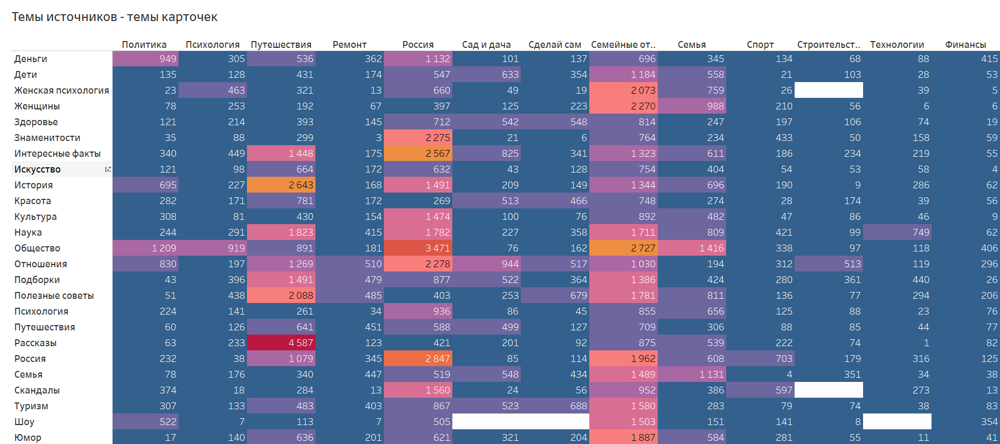 Темы источников - темы карточек
Политика Психология Путешествия Ремонт Россия Сад и дача Сделай сам Семейные от.. Семья Спорт Строительст.. Технологии Финансы
Деньги 949 305 536 362 1 132 101 137 696 345 134 68 88 415
Дети 135 128 431 174 547 633 354 1 184 558 21 103 28 53
Женская психология 23 463 321 13 660 49 19 2 073 759 26 39 5
Женщины 78 253 192 67 397 125 223 2 270 988 210 56 6 6
Здоровье 121 214 393 145 712 542 548 814 247 197 106 74 19
Знаменитости 35 88 299 3 2 275 21 6 764 234 433 50 158 59
Интересные факты 340 449 1 448 175 2 567 825 341 1 323 611 186 234 219 55
Искусство 121 98 664 172 632 43 128 754 404 54 53 58 4
История 695 227 2 643 168 1 491 209 149 1 344 696 190 9 286 62
Красота 282 171 781 172 269 513 466 748 274 28 174 39 56
Культура 308 81 430 154 1 474 100 76 892 482 47 86 46 9
Наука 244 291 1 823 415 1 782 227 358 1 711 809 421 99 749 62
Общество 1 209 919 891 181 3 471 76 162 2 727 1 416 338 97 118 406
Отношения 830 197 1 269 510 2 278 944 517 1 030 194 312 513 119 296
Подборки 43 396 1 491 479 877 522 364 1 386 424 280 361 440 26
Полезные советы 51 438 2 088 485 403 253 679 1 781 811 136 77 294 206
Психология 224 141 261 34 936 86 45 855 656 125 88 23 76
Путешествия 60 126 641 451 588 499 127 709 306 88 85 44 77
Рассказы 63 233 4 587 123 421 201 92 875 539 222 74 1 82
Россия 232 38 1 079 345 2 847 85 114 1 962 608 703 179 316 125
Семья 78 176 340 447 519 548 434 1 489 1 131 4 351 34 38
Скандалы 374 18 284 13 1 560 24 56 952 386 597 273 13
Туризм 307 133 483 403 867 523 688 1 580 283 79 74 38 83
Шоу 522 7 113 7 505 1 503 151 141 8 354
Юмор 17 140 636 201 621 321 204 1 887 584 281 55 11 41